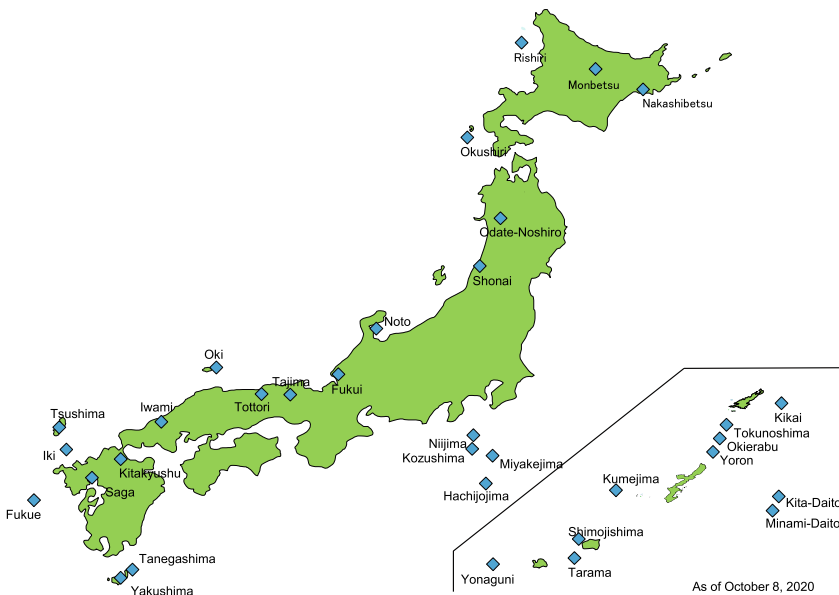 Rishiri
Monbetsu
Nakashibetsu
Okushiri
Odate-Noshiro
Shonai
Noto
Oki
Fukui
Tajima
Tottori
Iwami
Tsushima
Iki
Kitakyushu
Saga
Fukue
Tanegashima
Yakushima
Niijima
Kozushima
Miyakejima
Hachijojima
Kikai
Tokunoshima
Okierabu
Yoron
Kumejima
Kita-Daito
Minami-Daito
Shimojishima
Tarama
Yonaguni
As of October 8, 2020